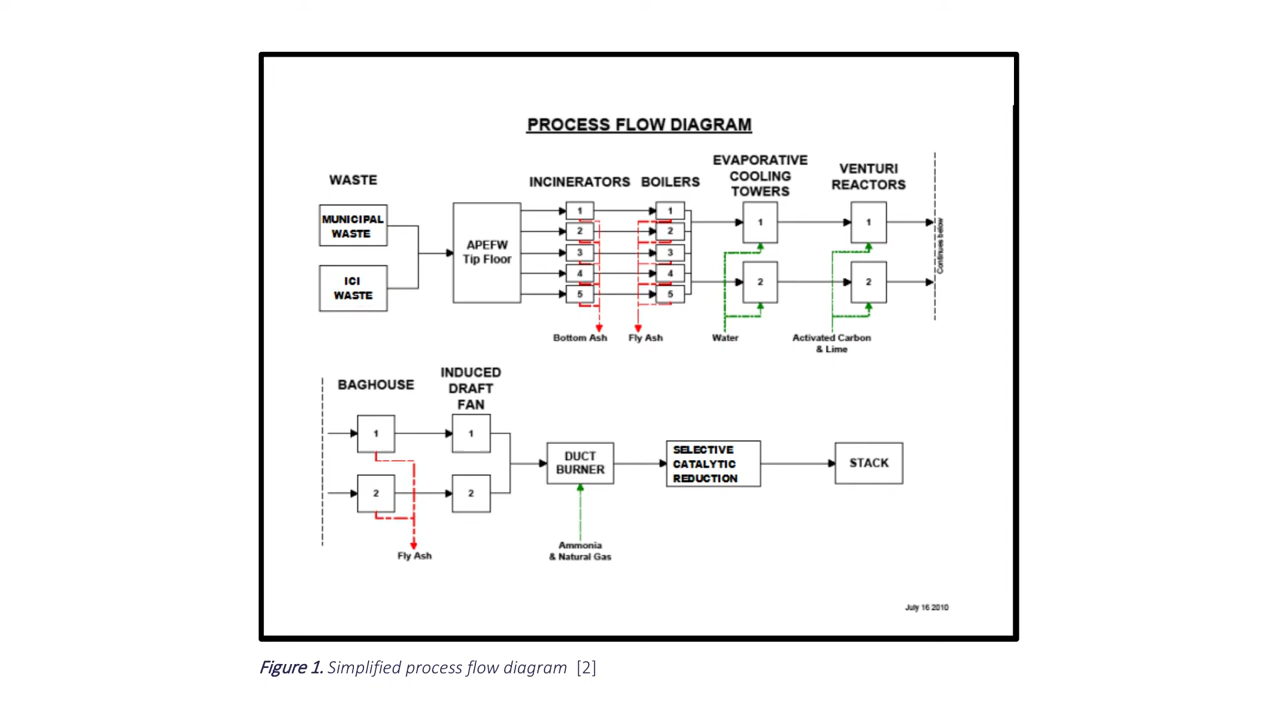 PROCESS FLOW DIAGRAM
WASTE
INCINERATORS
BOILERS
EVAPORATIVE
COOLING
TOWERS
VENTURI
REACTORS
MUNICIPAL
WASTE
ICI
WASTE
APEFW
Tip Floor
1
2
3
4
5
1
2
3
4
5
1
2
1
2
Continues below
Bottom Ash
Fly Ash
Water
Activated Carbon
& Lime
BAGHOUSE
INDUCED
DRAFT
FAN
1
2
1
2
DUCT
BURNER
SELECTIVE
CATALYTIC
REDUCTION
STACK
Fly Ash
Ammonia
& Natural Gas
July 16 2010
Figure 1. Simplified process flow diagram [2]